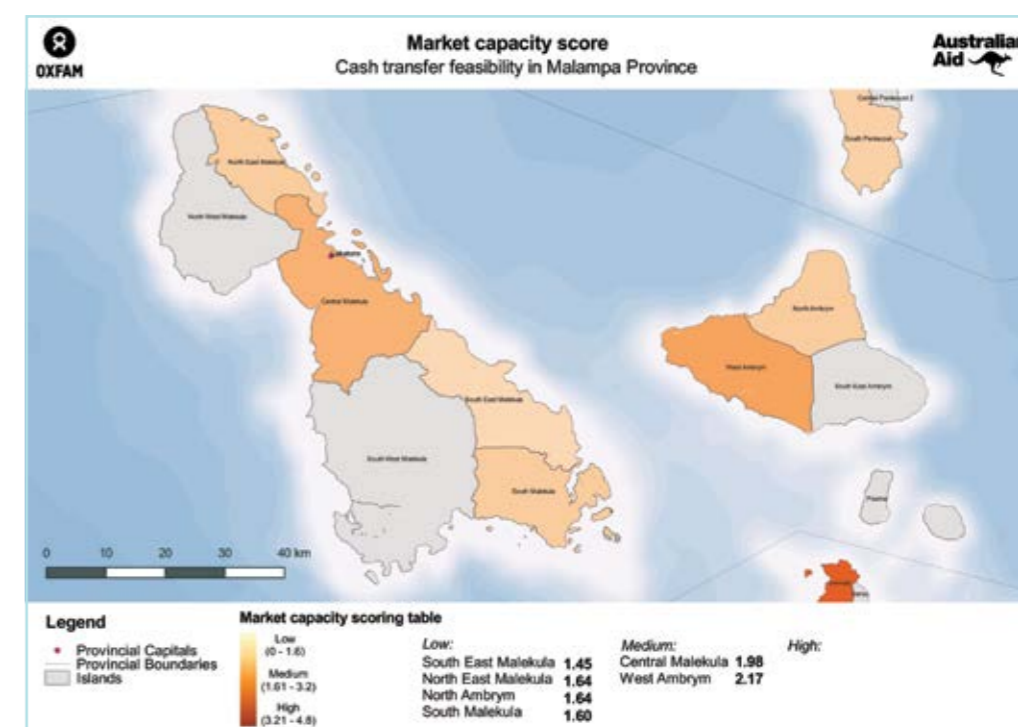 OXFAM
Market capacity score
Cash transfer feasibility in Malampa Province
Australian
Aid
Central Pentecost 2
South Pentecost
North East Malekula
North West Malekula
Lakatoro
Central Malekula
North Ambrym
West Ambrym
South East Ambrym
South East Malekula
South West Malekula
South Malekula
Paama
0 10 20 30 40 km
Legend
Provincial Capitals
Provincial Boundaries
Islands
Market capacity scoring table
Low
(0 - 1.6)
Medium
(1.61 - 3.2)
High
(3.21 - 4.8)
Low:
South East Malekula 1.45
North East Malekula 1.64
North Ambrym 1.64
South Malekula 1.60
Medium:
Central Malekula 1.98
West Ambrym 2.17
High: